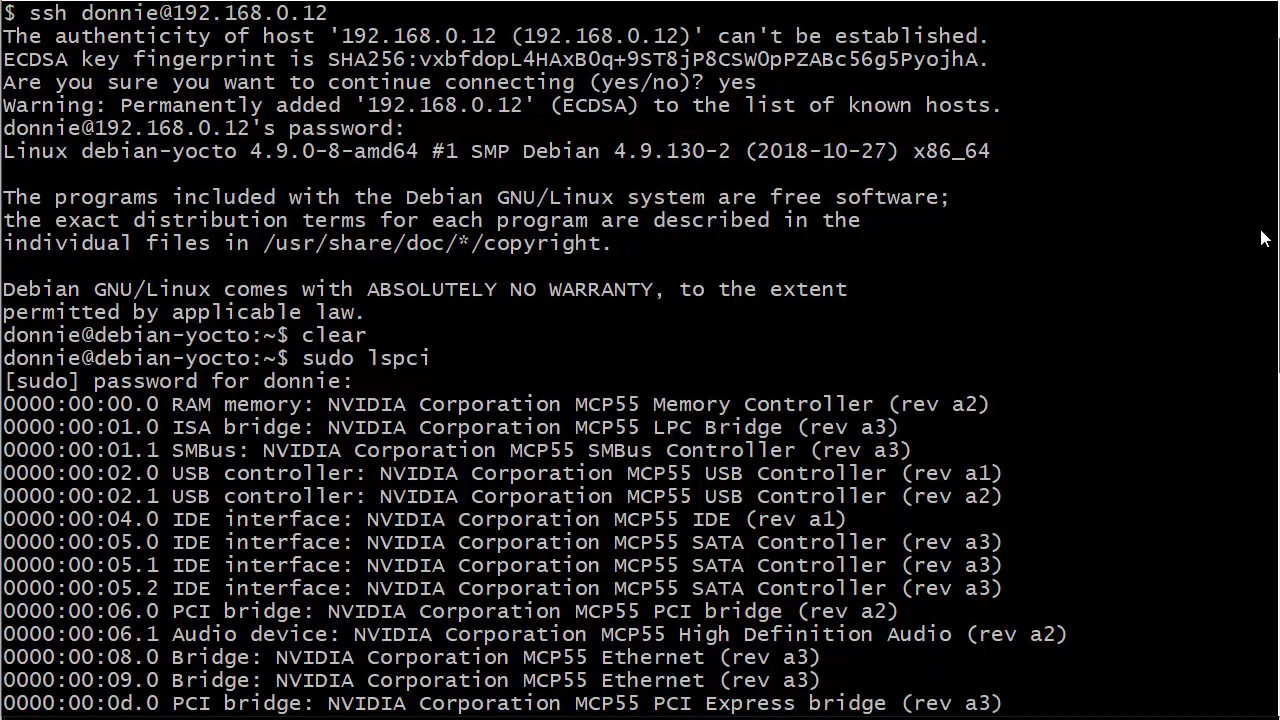 $ ssh donnie@192.168.0.12
The authenticity of host '192.168.0.12 (192.168.0.12)' can't be established.
ECDSA key fingerprint is SHA256:vxbfdopL4HAxB0q+9ST8jP8CSW0pPZABc56g5PyojhA.
Are you sure you want to continue connecting (yes/no)? yes
Warning: Permanently added '192.168.0.12' (ECDSA) to the list of known hosts.
donnie@192.168.0.12's password:
Linux debian-yocto 4.9.0-8-amd64 #1 SMP Debian 4.9.130-2 (2018-10-27) x86_64
The programs included with the Debian GNU/Linux system are free software;
the exact distribution terms for each program are described in the
individual files in /usr/share/doc/*/copyright.
Debian GNU/Linux comes with ABSOLUTELY NO WARRANTY, to the extent
permitted by applicable law.
donnie@debian-yocto:~$ clear
donnie@debian-yocto:~$ sudo lspci
[sudo] password for donnie:
0000:00:00.0 RAM memory: NVIDIA Corporation MCP55 Memory Controller (rev a2)
0000:00:01.0 ISA bridge: NVIDIA Corporation MCP55 LPC Bridge (rev a3)
0000:00:01.1 SMBus: NVIDIA Corporation MCP55 SMBus Controller (rev a3)
0000:00:02.0 USB controller: NVIDIA Corporation MCP55 USB Controller (rev a1)
0000:00:02.1 USB controller: NVIDIA Corporation MCP55 USB Controller (rev a2)
0000:00:04.0 IDE interface: NVIDIA Corporation MCP55 IDE (rev a1)
0000:00:05.0 IDE interface: NVIDIA Corporation MCP55 SATA Controller (rev a3)
0000:00:05.1 IDE interface: NVIDIA Corporation MCP55 SATA Controller (rev a3)
0000:00:05.2 IDE interface: NVIDIA Corporation MCP55 SATA Controller (rev a3)
0000:00:06.0 PCI bridge: NVIDIA Corporation MCP55 PCI bridge (rev a2)
0000:00:06.1 Audio device: NVIDIA Corporation MCP55 High Definition Audio (rev a2)
0000:00:08.0 Bridge: NVIDIA Corporation MCP55 Ethernet (rev a3)
0000:00:09.0 Bridge: NVIDIA Corporation MCP55 Ethernet (rev a3)
0000:00:0d.0 PCI bridge: NVIDIA Corporation MCP55 PCI Express bridge (rev a3)